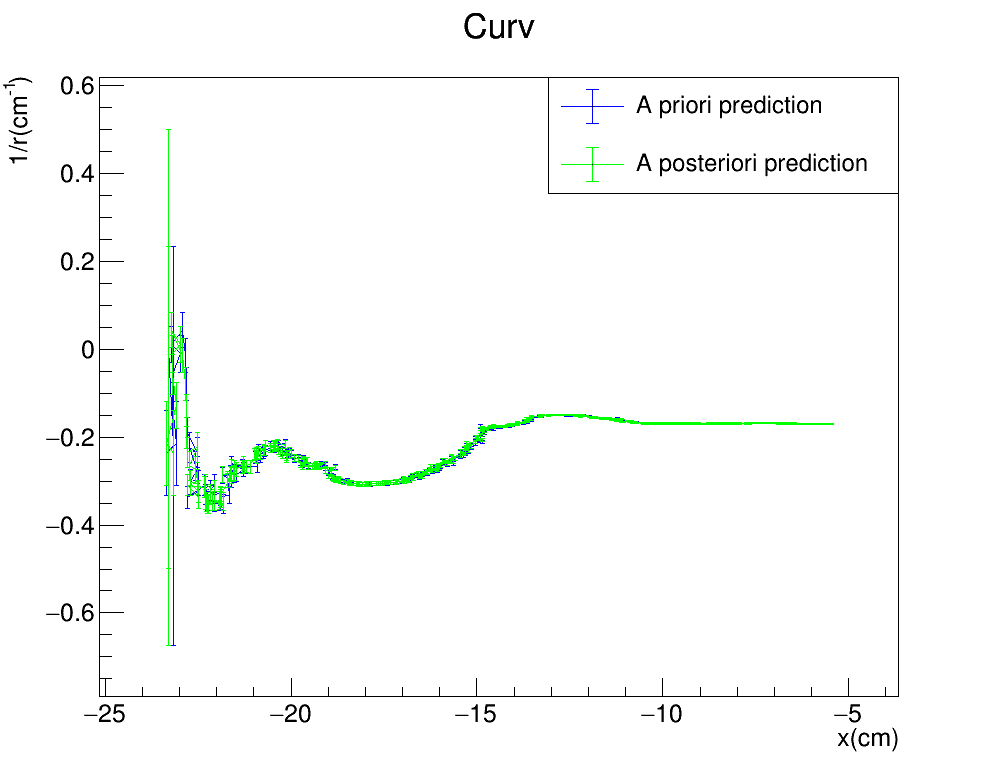 Curv
1/r(cm⁻¹)
A priori prediction
A posteriori prediction
0.6
0.4
0.2
0
−0.2
−0.4
−0.6
−25 −20 −15 −10 −5
x(cm)